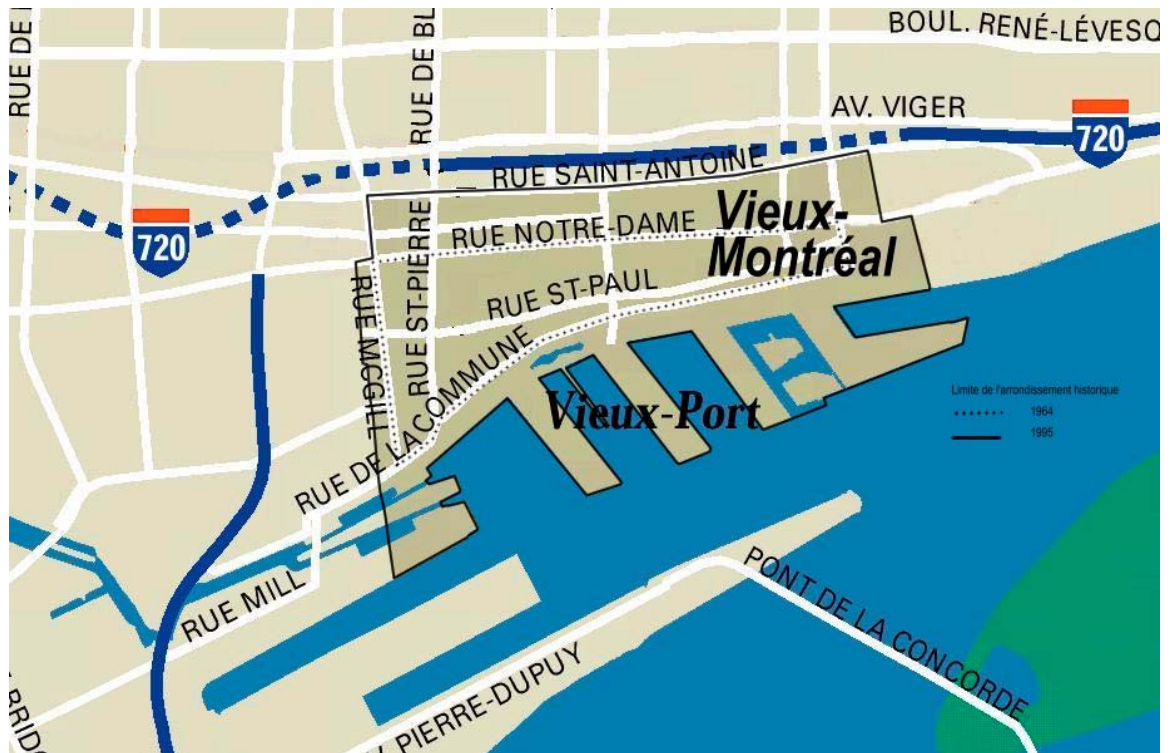 BOUL. RENÉ-LÉVESQ
RUE DE
RUE DE BL
AV. VIGER
720
RUE SAINT-ANTOINE
720
RUE NOTRE-DAME
Vieux-
Montréal
RUE ST-PIERRE
RUE MCGILL
RUE ST-PAUL
RUE DE LA COMMUNE
Vieux-Port
Limite de l'arrondissement historique
1964
1995
RUE MILL
PONT DE LA CONCORDE
PIERRE-DUPUY